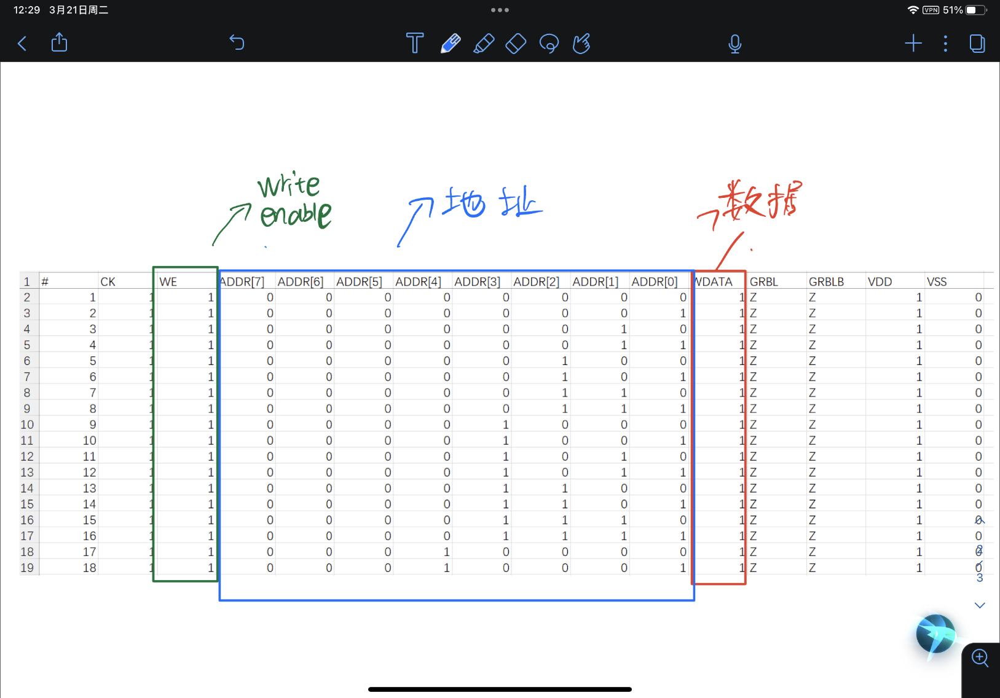 12:29 3月21日周二
VPN 51%
write
enable
地址
数据
1 # CK WE ADDR[7] ADDR[6] ADDR[5] ADDR[4] ADDR[3] ADDR[2] ADDR[1] ADDR[0] WDATA GRBL GRBLB VDD VSS
2 1 1 1 0 0 0 0 0 0 0 0 1 Z Z 1 0
3 2 1 1 0 0 0 0 0 0 0 1 1 Z Z 1 0
4 3 1 1 0 0 0 0 0 0 1 0 1 Z Z 1 0
5 4 1 1 0 0 0 0 0 0 1 1 1 Z Z 1 0
6 5 1 1 0 0 0 0 0 1 0 0 1 Z Z 1 0
7 6 1 1 0 0 0 0 0 1 0 1 1 Z Z 1 0
8 7 1 1 0 0 0 0 0 1 1 0 1 Z Z 1 0
9 8 1 1 0 0 0 0 0 1 1 1 1 Z Z 1 0
10 9 1 1 0 0 0 0 1 0 0 0 1 Z Z 1 0
11 10 1 1 0 0 0 0 1 0 0 1 1 Z Z 1 0
12 11 1 1 0 0 0 0 1 0 1 0 1 Z Z 1 0
13 12 1 1 0 0 0 0 1 0 1 1 1 Z Z 1 0
14 13 1 1 0 0 0 0 1 1 0 0 1 Z Z 1 0
15 14 1 1 0 0 0 0 1 1 0 1 1 Z Z 1 0
16 15 1 1 0 0 0 0 1 1 1 0 1 Z Z 1 0
17 16 1 1 0 0 0 0 1 1 1 1 1 Z Z 1 0
18 17 1 1 0 0 0 1 0 0 0 0 1 Z Z 1 0
19 18 1 1 0 0 0 1 0 0 0 1 1 Z Z 1 0
2
/
3